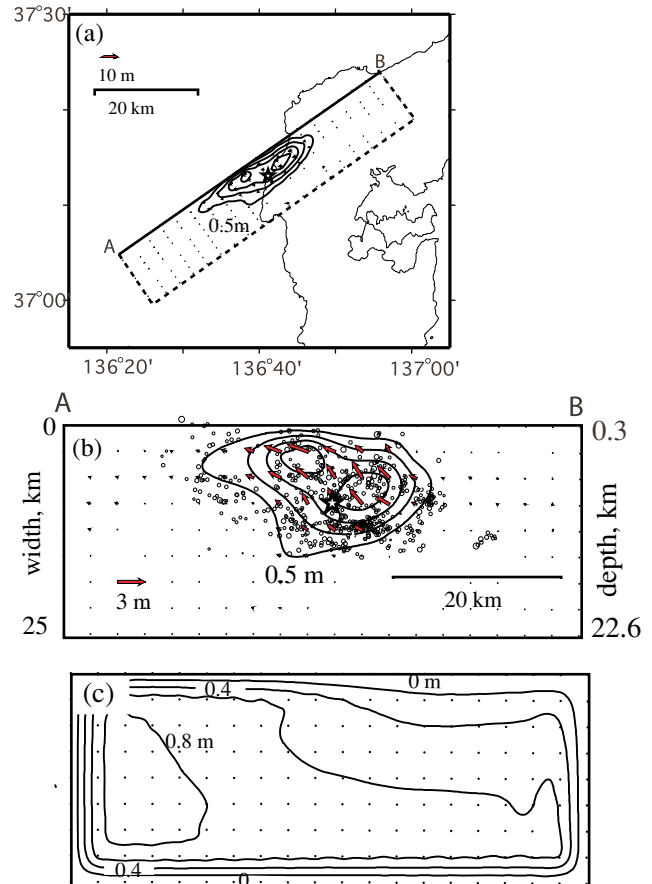 37°30'
(a)
10 m
20 km
B
0.5m
A
37°00'
136°20' 136°40' 137°00'
A B
0 (b) 0.3
width, km
depth, km
0.5 m
3 m 20 km
25 22.6
(c) 0.4 0 m
0.8 m
0.4
0